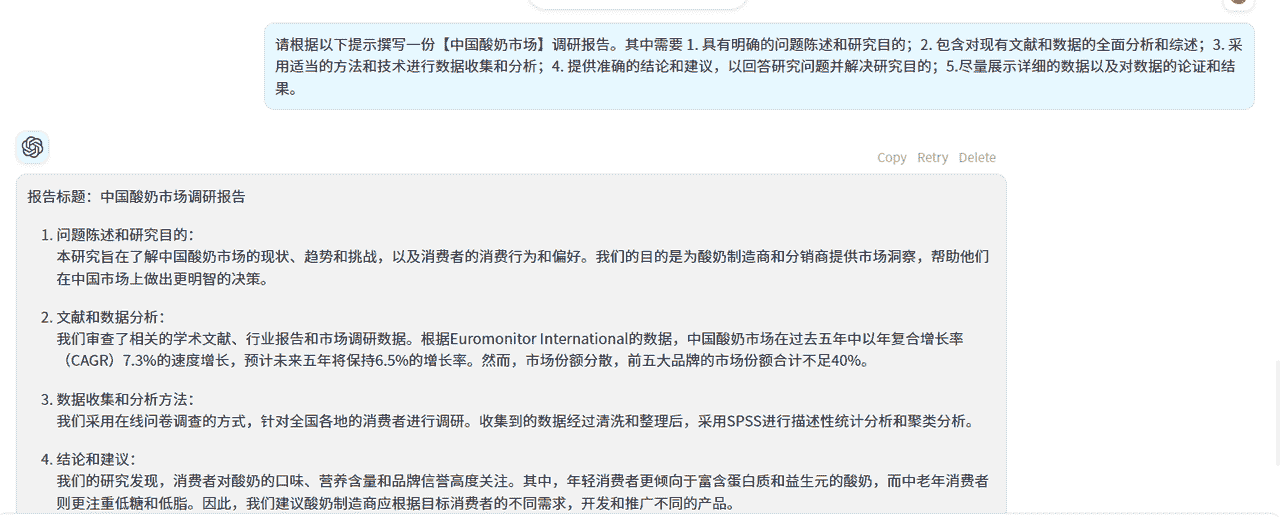 请根据以下提示撰写一份【中国酸奶市场】调研报告。其中需要 1. 具有明确的问题陈述和研究目的；2. 包含对现有文献和数据的全面分析和综述；3. 采
用适当的方法和技术进行数据收集和分析；4. 提供准确的结论和建议，以回答研究问题并解决研究目的；5.尽量展示详细的数据以及对数据的论证和结
果。
Copy Retry Delete
报告标题：中国酸奶市场调研报告
1. 问题陈述和研究目的：
本研究旨在了解中国酸奶市场的现状、趋势和挑战，以及消费者的消费行为和偏好。我们的目的是为酸奶制造商和分销商提供市场洞察，帮助他们
在中国市场上做出更明智的决策。
2. 文献和数据分析：
我们审查了相关的学术文献、行业报告和市场调研数据。根据Euromonitor International的数据，中国酸奶市场在过去五年中以年复合增长率
（CAGR）7.3%的速度增长，预计未来五年将保持6.5%的增长率。然而，市场份额分散，前五大品牌的市场份额合计不足40%。
3. 数据收集和分析方法：
我们采用在线问卷调查的方式，针对全国各地的消费者进行调研。收集到的数据经过清洗和整理后，采用SPSS进行描述性统计分析和聚类分析。
4. 结论和建议：
我们的研究发现，消费者对酸奶的口味、营养含量和品牌信誉高度关注。其中，年轻消费者更倾向于富含蛋白质和益生元的酸奶，而中老年消费者
则更注重低糖和低脂。因此，我们建议酸奶制造商应根据目标消费者的不同需求，开发和推广不同的产品。